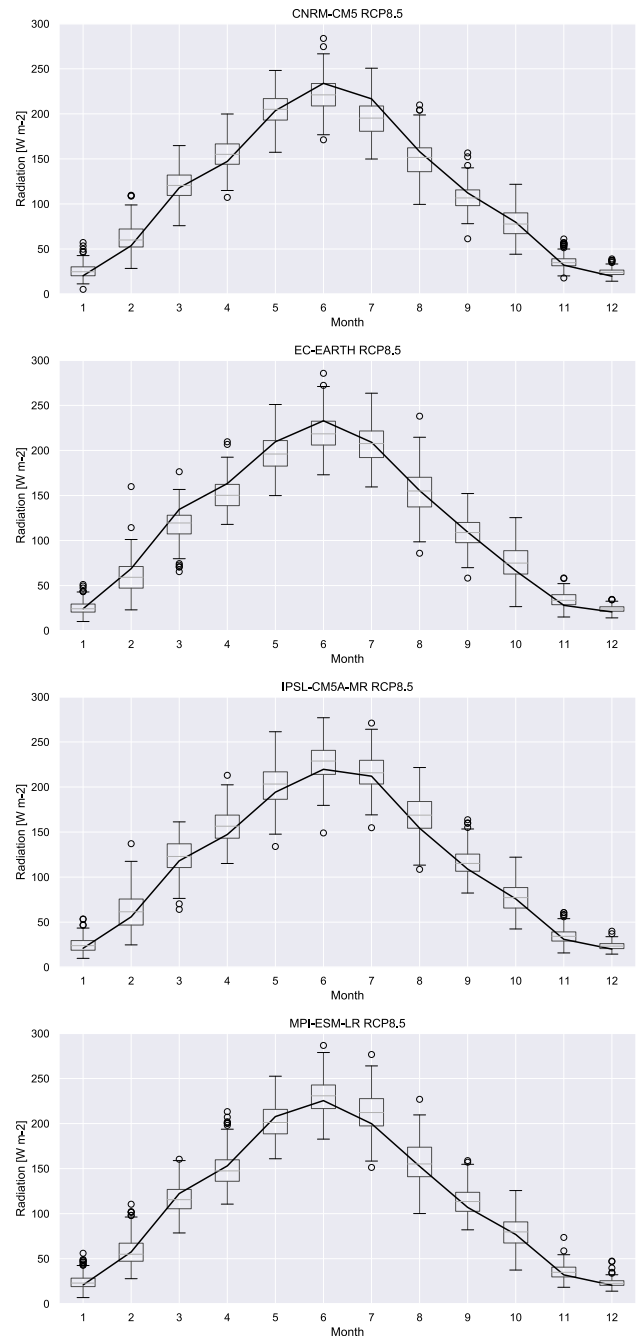 CNRM-CM5 RCP8.5
300
250
200
150
100
50
0
Radiation [W m-2]
1 2 3 4 5 6 7 8 9 10 11 12
Month
EC-EARTH RCP8.5
300
250
200
150
100
50
0
Radiation [W m-2]
1 2 3 4 5 6 7 8 9 10 11 12
Month
IPSL-CM5A-MR RCP8.5
300
250
200
150
100
50
0
Radiation [W m-2]
1 2 3 4 5 6 7 8 9 10 11 12
Month
MPI-ESM-LR RCP8.5
300
250
200
150
100
50
0
Radiation [W m-2]
1 2 3 4 5 6 7 8 9 10 11 12
Month